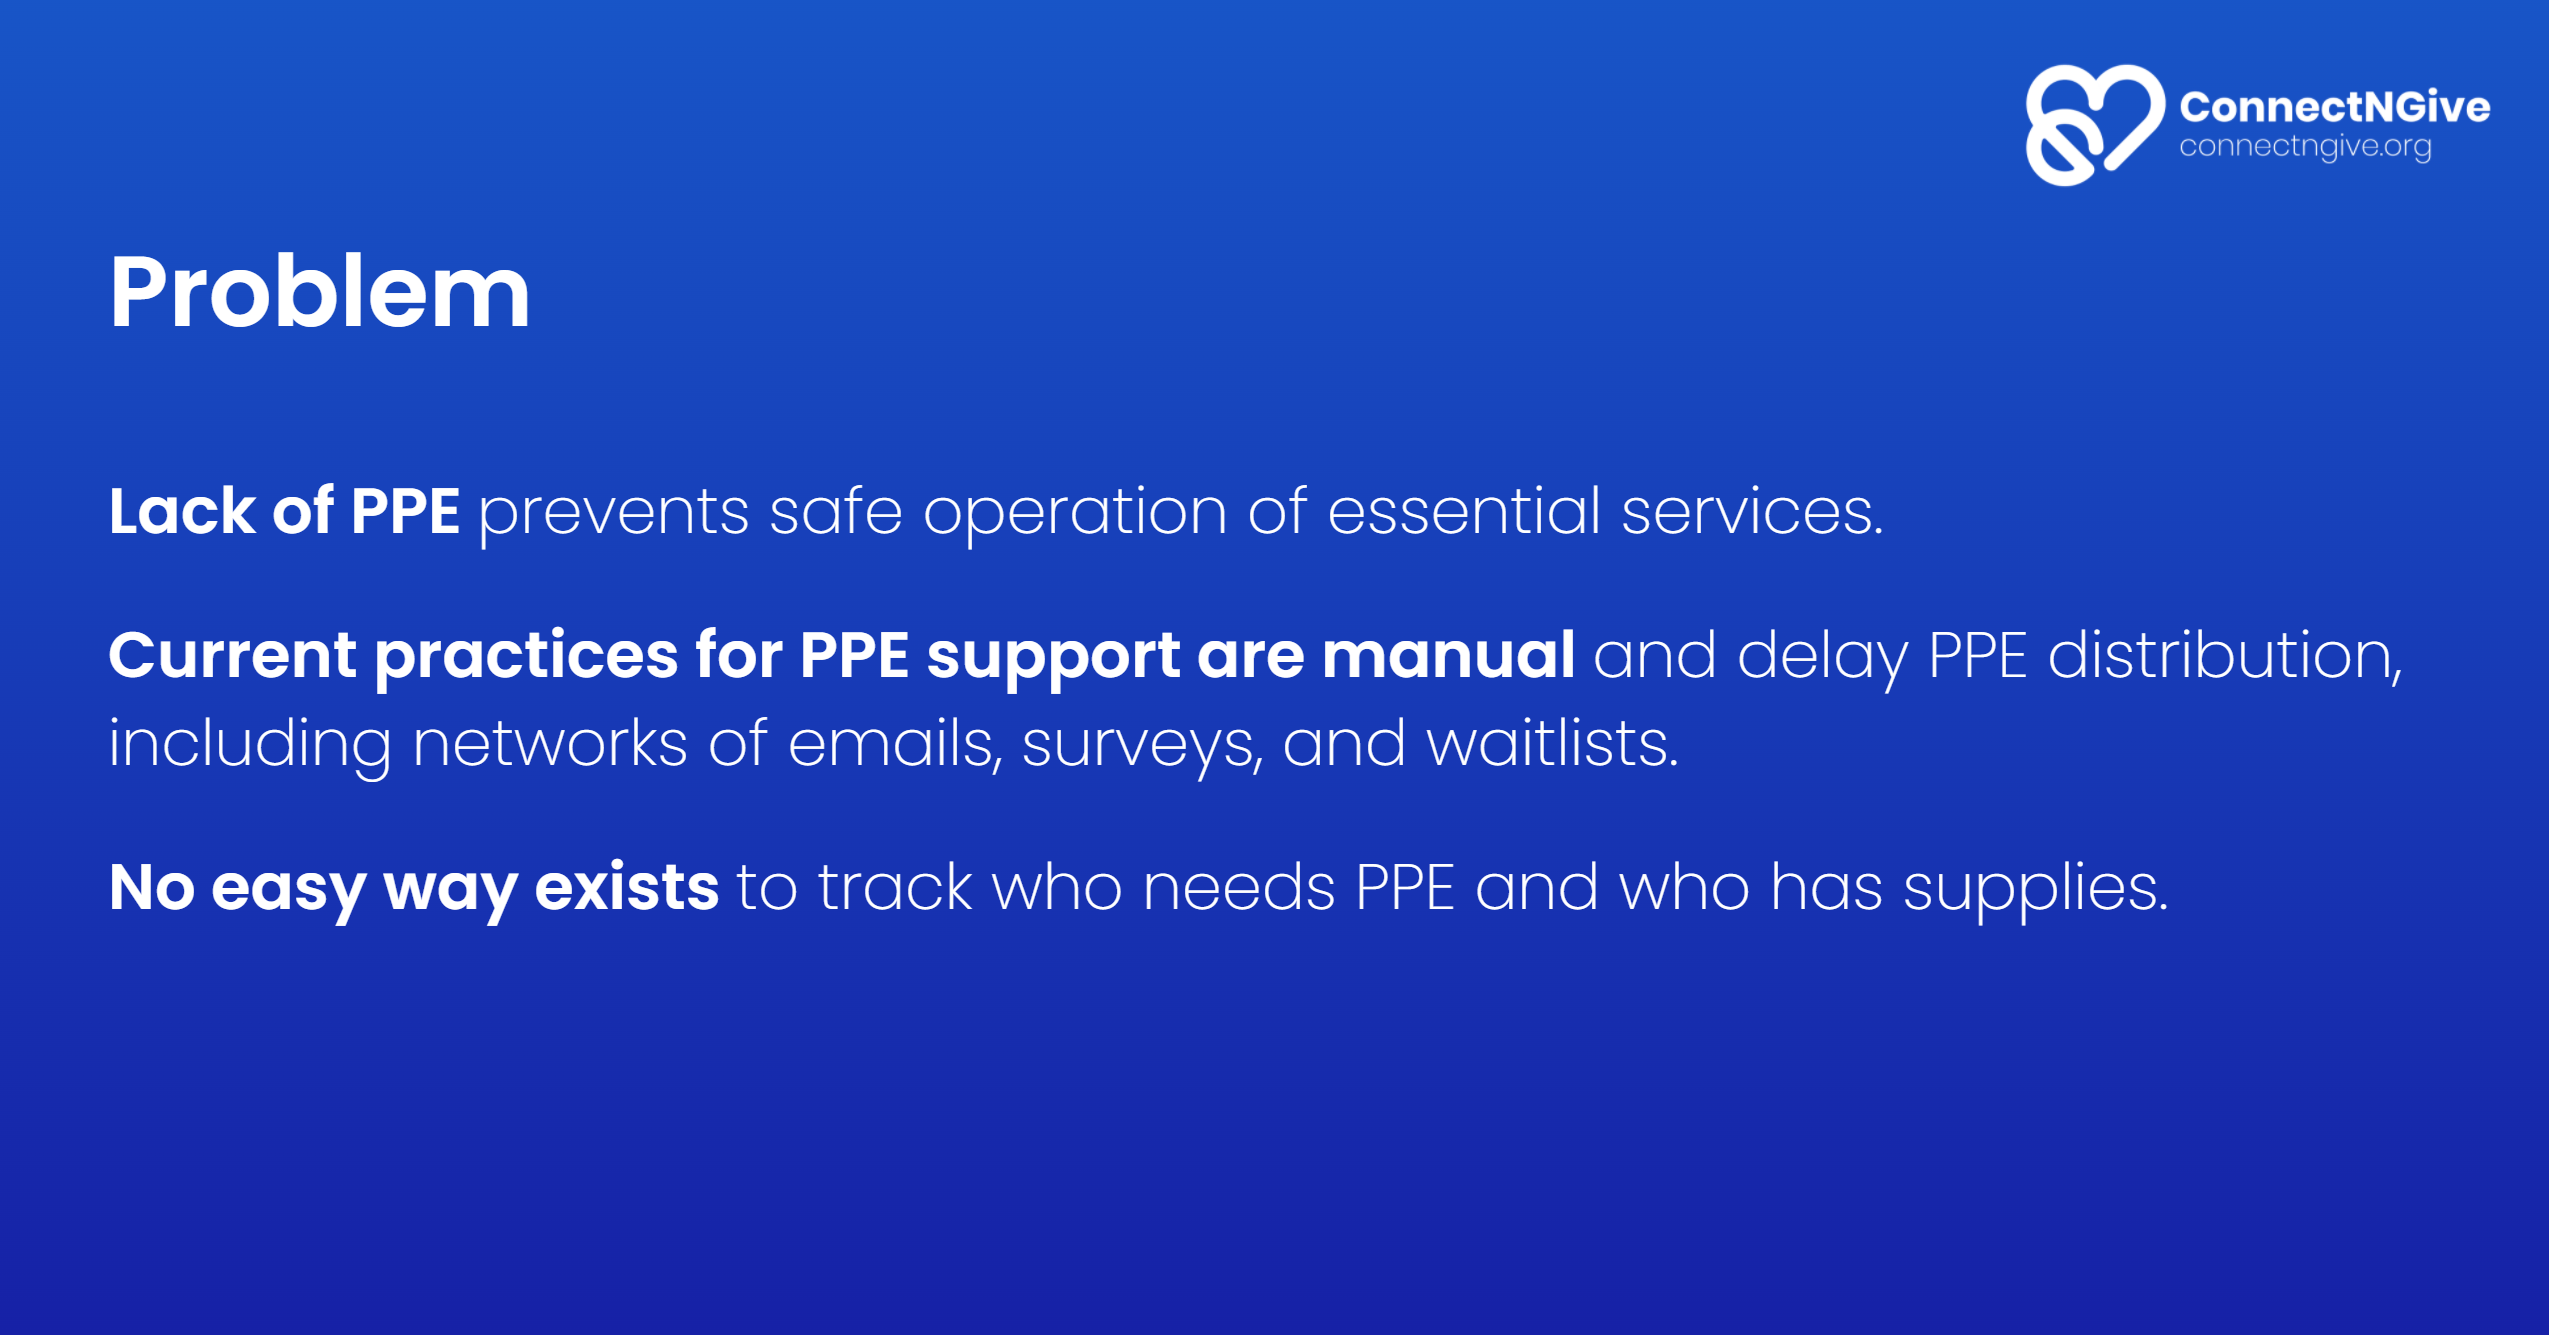 ConnectNGive
connectngive.org
Problem
Lack of PPE prevents safe operation of essential services.
Current practices for PPE support are manual and delay PPE distribution,
including networks of emails, surveys, and waitlists.
No easy way exists to track who needs PPE and who has supplies.